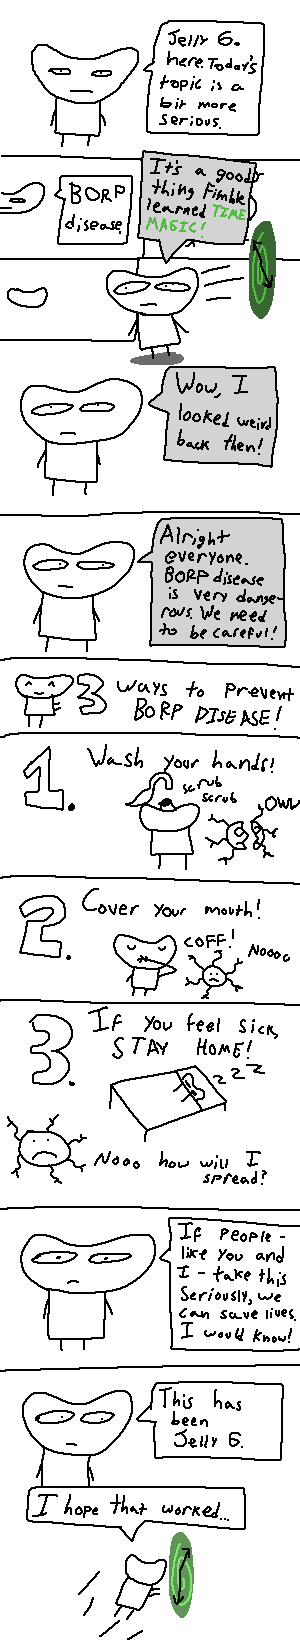 Jelly G.
here. Today's
topic is a
bit more
serious.
BORP
disease
It's a good
thing Fimble
learned TIME
MAGIC!
Wow, I
looked weird
back then!
Alright
everyone.
BORP disease
is very dange-
rous. We need
to be careful!
3 ways to prevent
BORP DISEASE!
1. Wash your hands!
scrub
scrub
OWW
2. Cover your mouth!
COFF!
Noooo
3. If you feel sick,
STAY HOME!
zzz
Nooo how will I
spread?
If people -
like you and
I - take this
seriously, we
can save lives.
I would know!
This has
been
Jelly G.
I hope that worked...